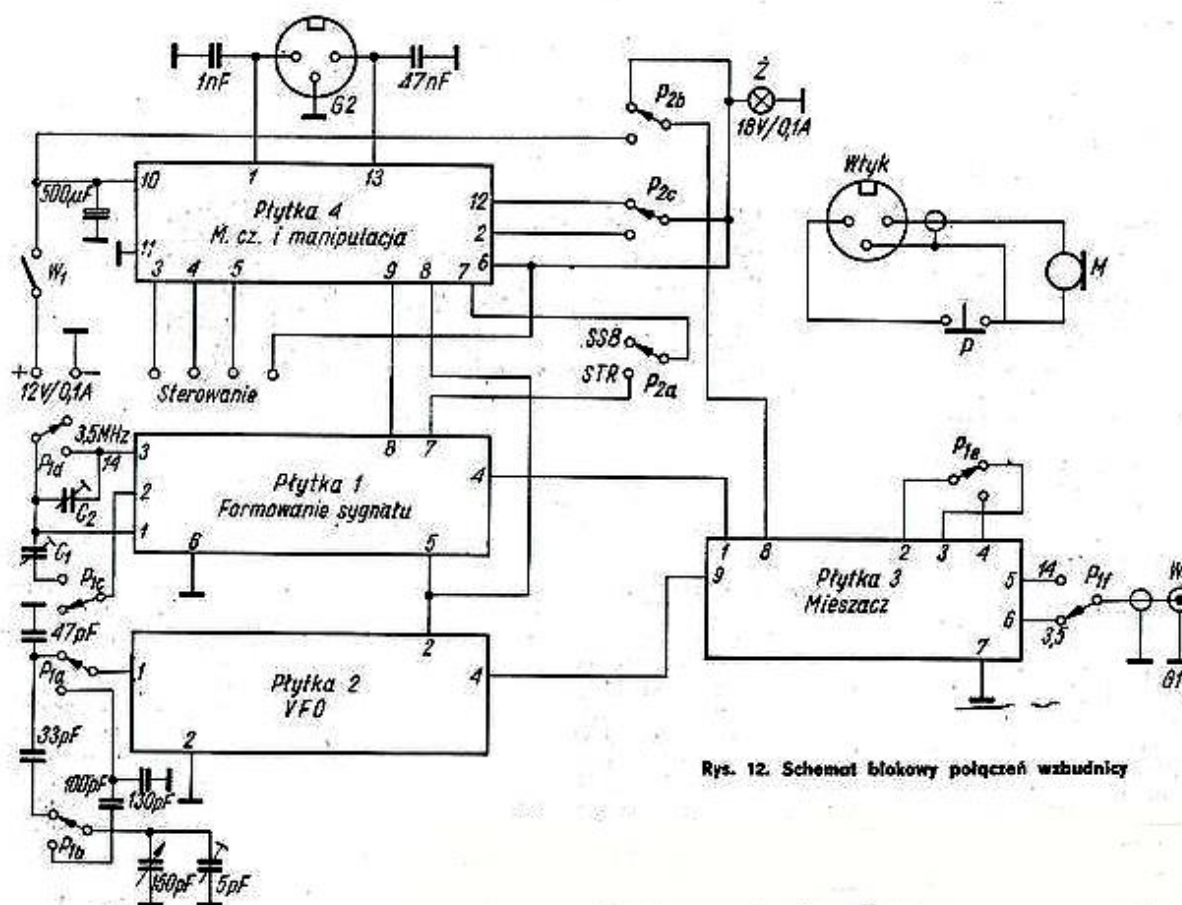 1nF
G2
47nF
P2b
Ż
18V/0,1A
Wtyk
M
P
500µF
10
1
13
Płytka 4
M. cz. i manipulacja
12
2
6
P2c
11
3
4
5
9
8
7
W1
+
-
12V/0,1A
Sterowanie
SSB
STR
P2a
3,5MHz
14
P1d
C2
C1
P1c
3
2
1
8
7
Płytka 1
Formowanie sygnału
4
6
5
P1e
1
8
2
3
4
9
Płytka 3
Mieszacz
5
6
7
14
3,5
P1f
W
G1
47pF
P1a
1
2
Płytka 2
VFO
4
2
33pF
100pF
130pF
P1b
150pF
5pF
Rys. 12. Schemat blokowy połączeń wzbudnicy